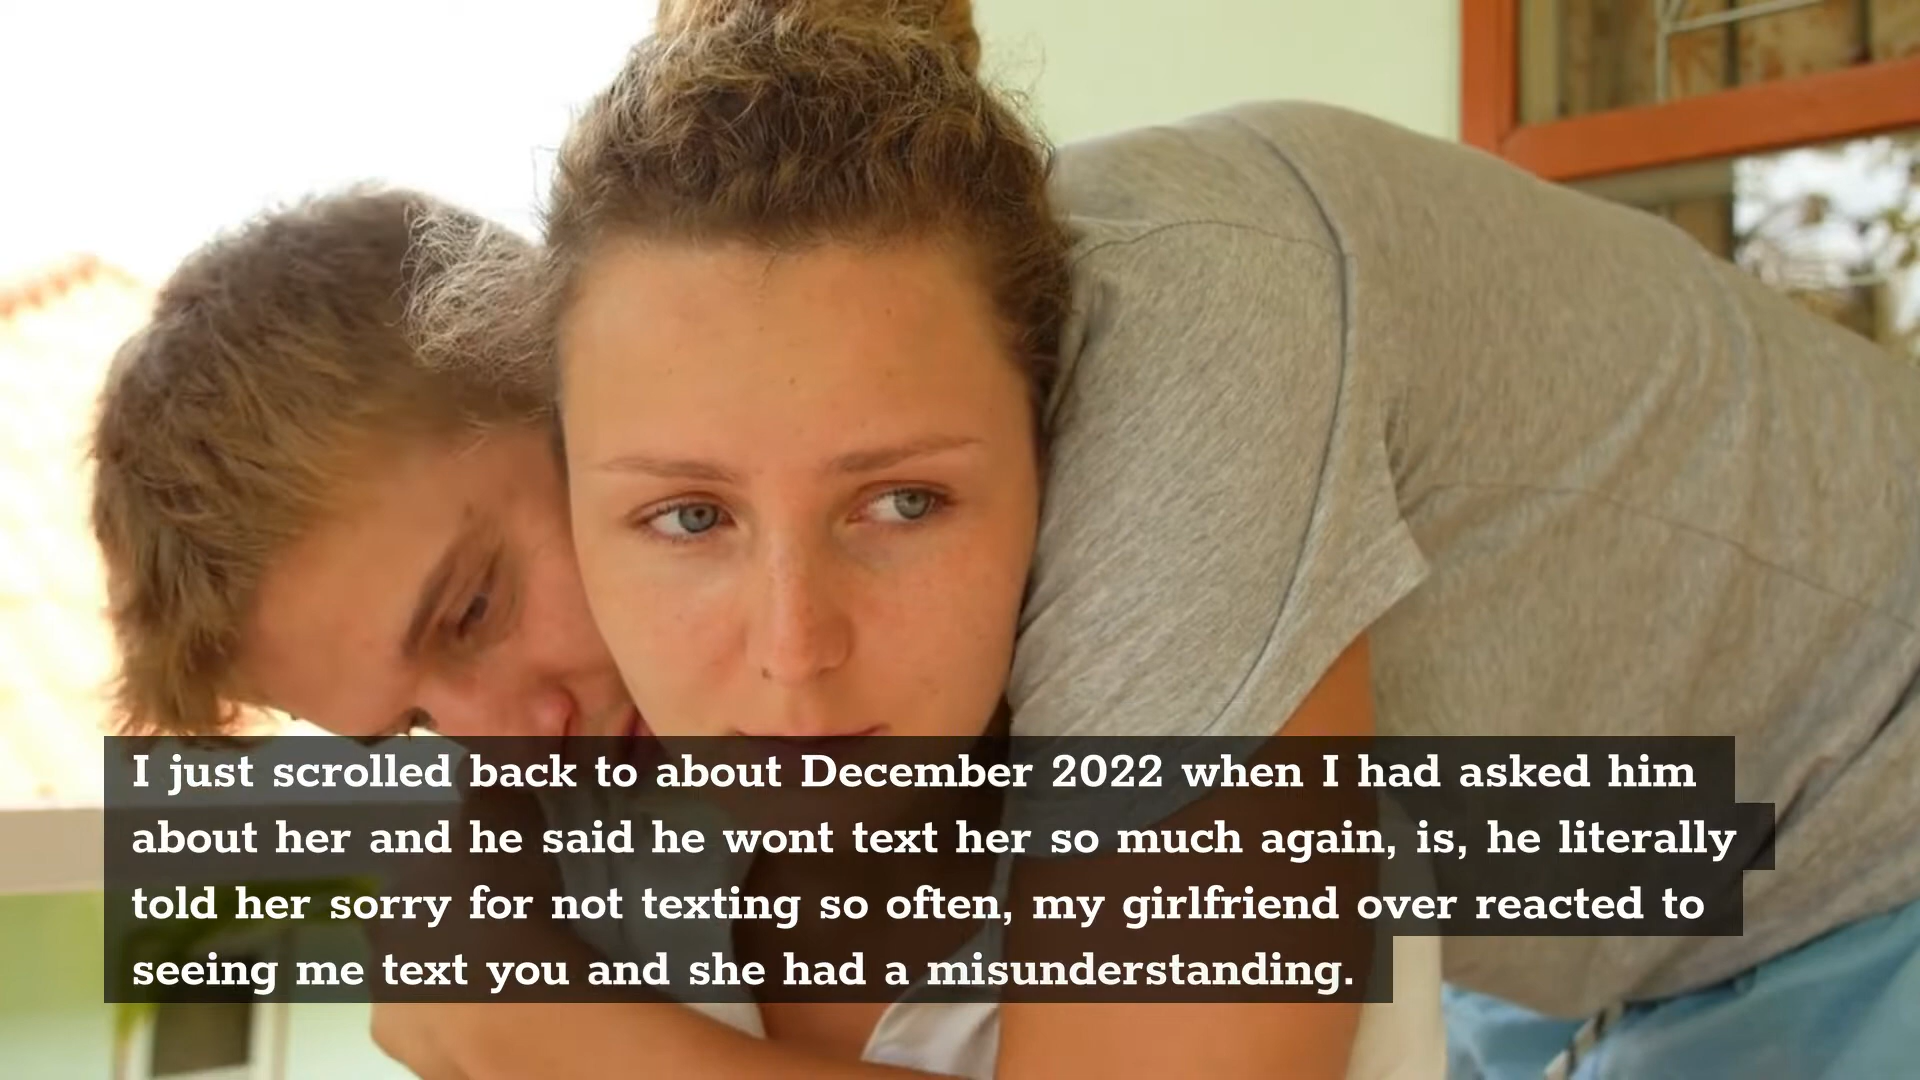 I just scrolled back to about December 2022 when I had asked him
about her and he said he wont text her so much again, is, he literally
told her sorry for not texting so often, my girlfriend over reacted to
seeing me text you and she had a misunderstanding.